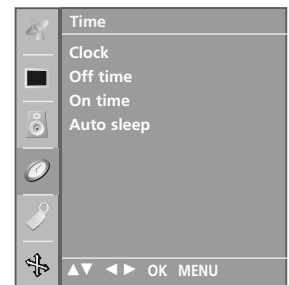 Time
Clock
Off time
On time
Auto sleep
▲▼ ◄► OK MENU